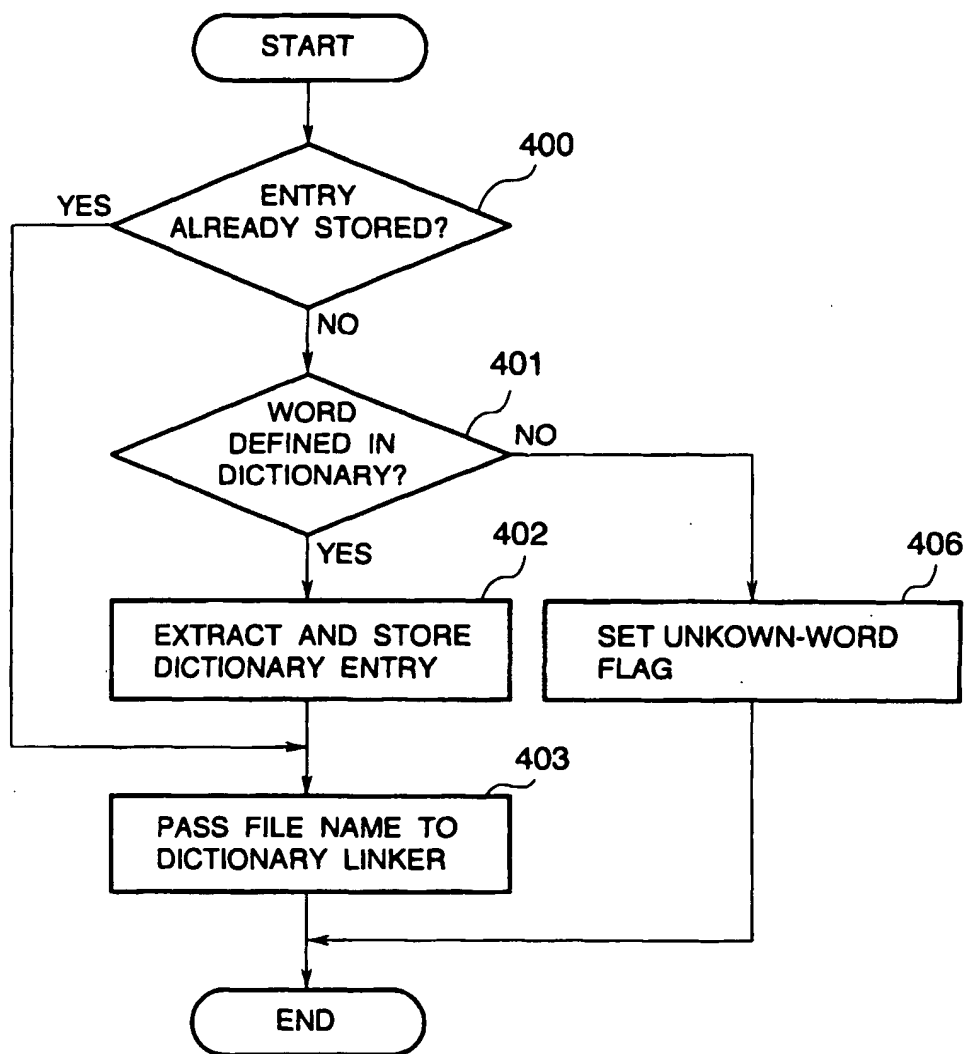 START
400
YES
ENTRY
ALREADY STORED?
NO
401
WORD
DEFINED IN
DICTIONARY?
NO
YES
402
406
EXTRACT AND STORE
DICTIONARY ENTRY
SET UNKOWN-WORD
FLAG
403
PASS FILE NAME TO
DICTIONARY LINKER
END